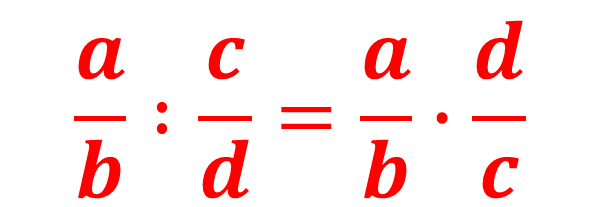 a/b : c/d = a/b · d/c